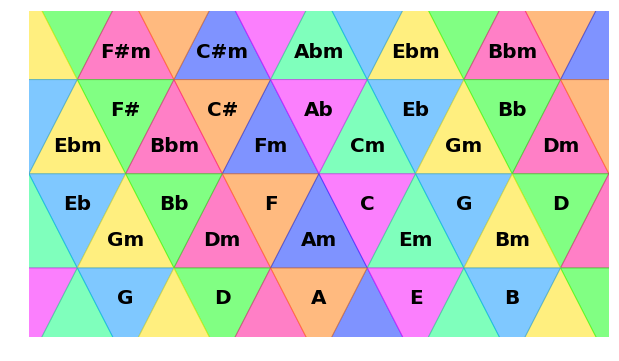 F#m C#m Abm Ebm Bbm
F# C# Ab Eb Bb
Ebm Bbm Fm Cm Gm Dm
Eb Bb F C G D
Gm Dm Am Em Bm
G D A E B